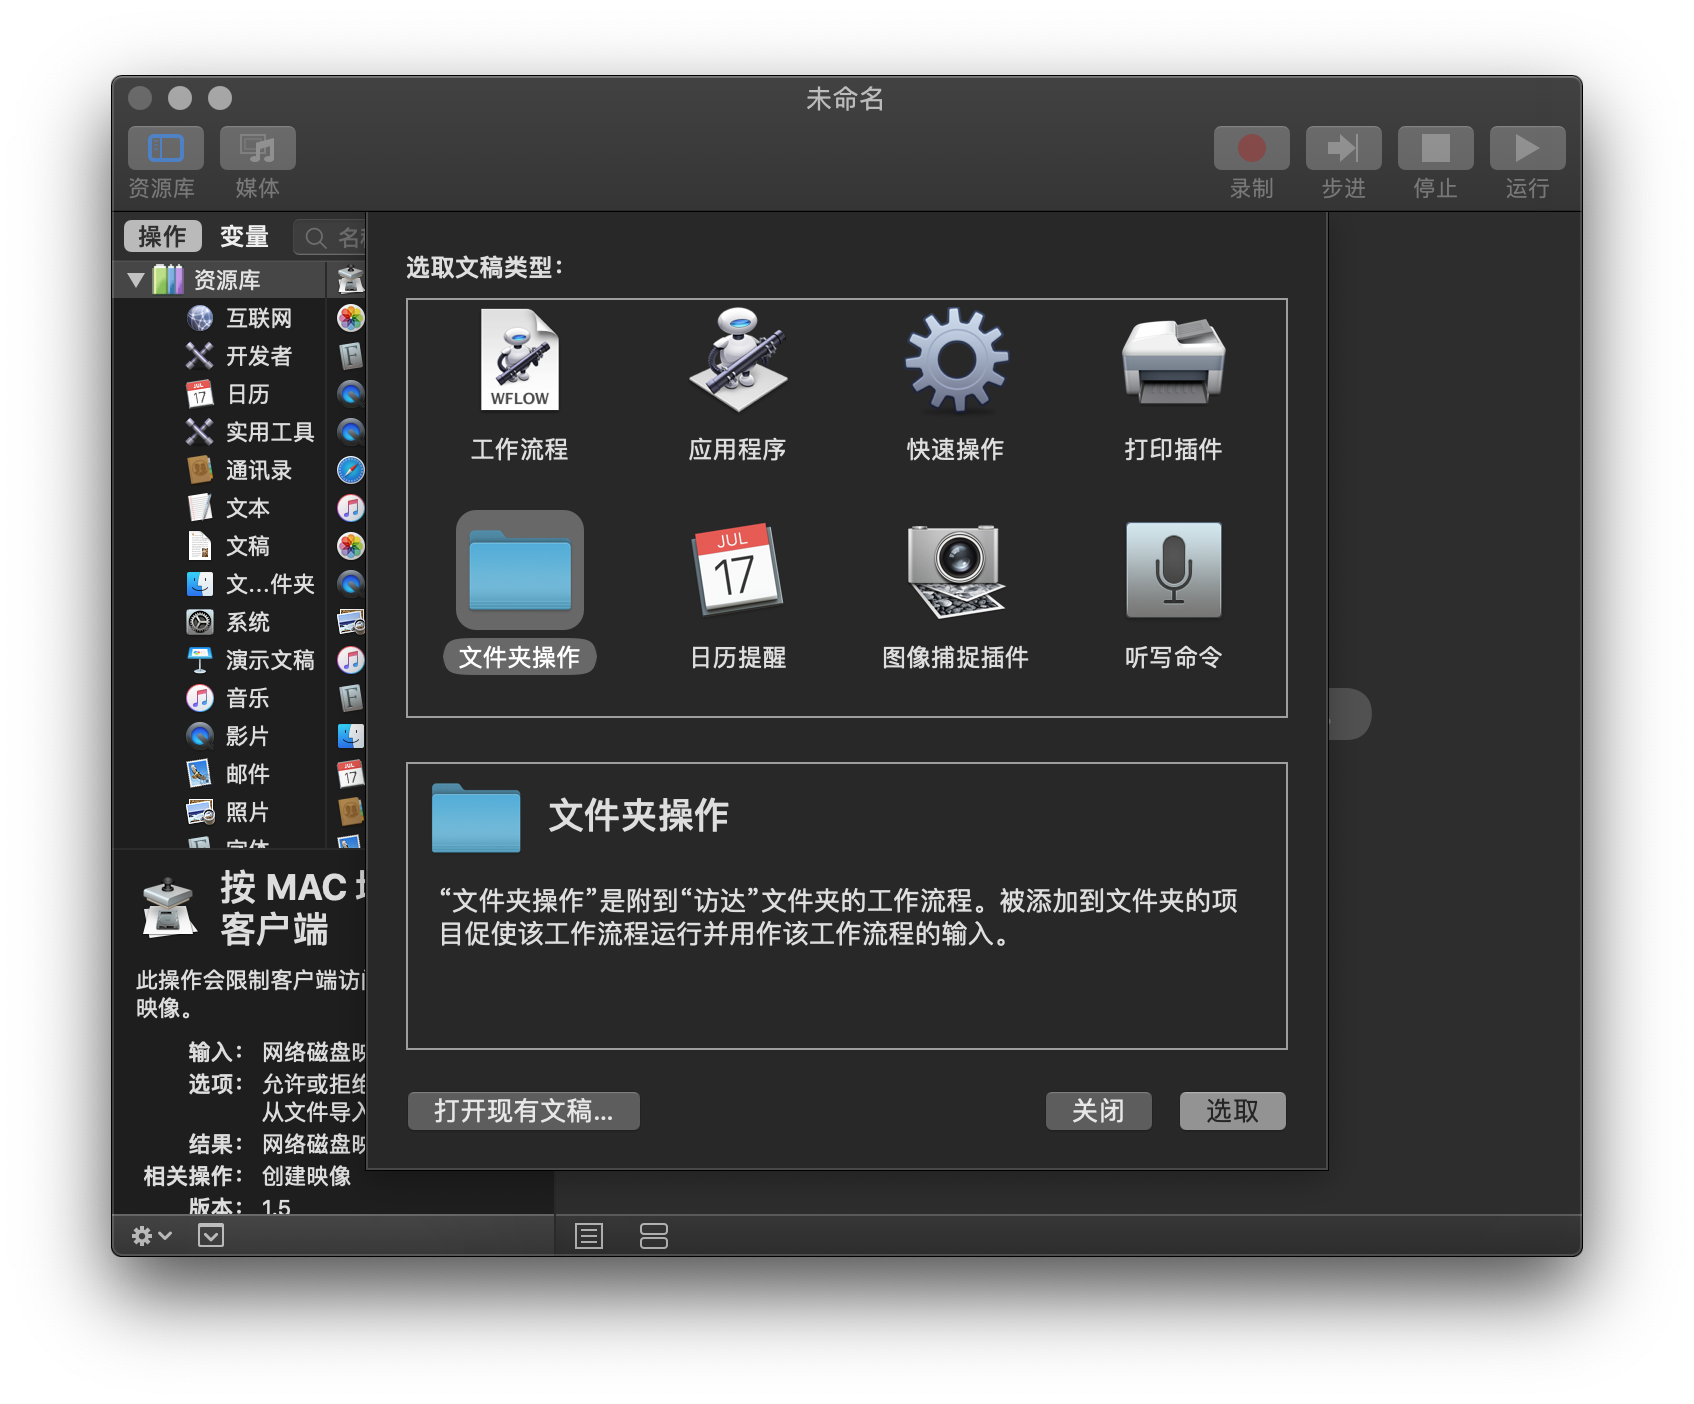 未命名
资源库
媒体
录制
步进
停止
运行
操作
变量
名
选取文稿类型：
资源库
互联网
开发者
日历
实用工具
通讯录
文本
文稿
文...件夹
系统
演示文稿
音乐
影片
邮件
照片
字体
WFLOW
工作流程
应用程序
快速操作
打印插件
JUL
17
文件夹操作
日历提醒
图像捕捉插件
听写命令
文件夹操作
“文件夹操作”是附到“访达”文件夹的工作流程。被添加到文件夹的项
目促使该工作流程运行并用作该工作流程的输入。
打开现有文稿...
关闭
选取
按 MAC
客户端
此操作会限制客户端访
映像。
输入： 网络磁盘映
选项： 允许或拒绝
从文件导入
结果： 网络磁盘映
相关操作： 创建映像
版本： 1.5